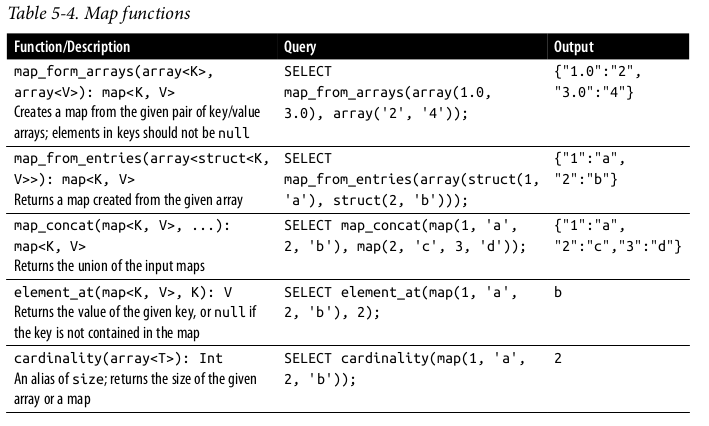 Table 5-4. Map functions
Function/Description Query Output
map_form_arrays(array<K>, SELECT {"1.0":"2",
array<V>): map<K, V> map_from_arrays(array(1.0, "3.0":"4"}
Creates a map from the given pair of key/value 3.0), array('2', '4'));
arrays; elements in keys should not be null
map_from_entries(array<struct<K, SELECT {"1":"a",
V>>): map<K, V> map_from_entries(array(struct(1, "2":"b"}
Returns a map created from the given array 'a'), struct(2, 'b')));
map_concat(map<K, V>, ...): SELECT map_concat(map(1, 'a', {"1":"a",
map<K, V> 2, 'b'), map(2, 'c', 3, 'd')); "2":"c","3":"d"}
Returns the union of the input maps
element_at(map<K, V>, K): V SELECT element_at(map(1, 'a', b
Returns the value of the given key, or null if 2, 'b'), 2);
the key is not contained in the map
cardinality(array<T>): Int SELECT cardinality(map(1, 'a', 2
An alias of size; returns the size of the given 2, 'b'));
array or a map